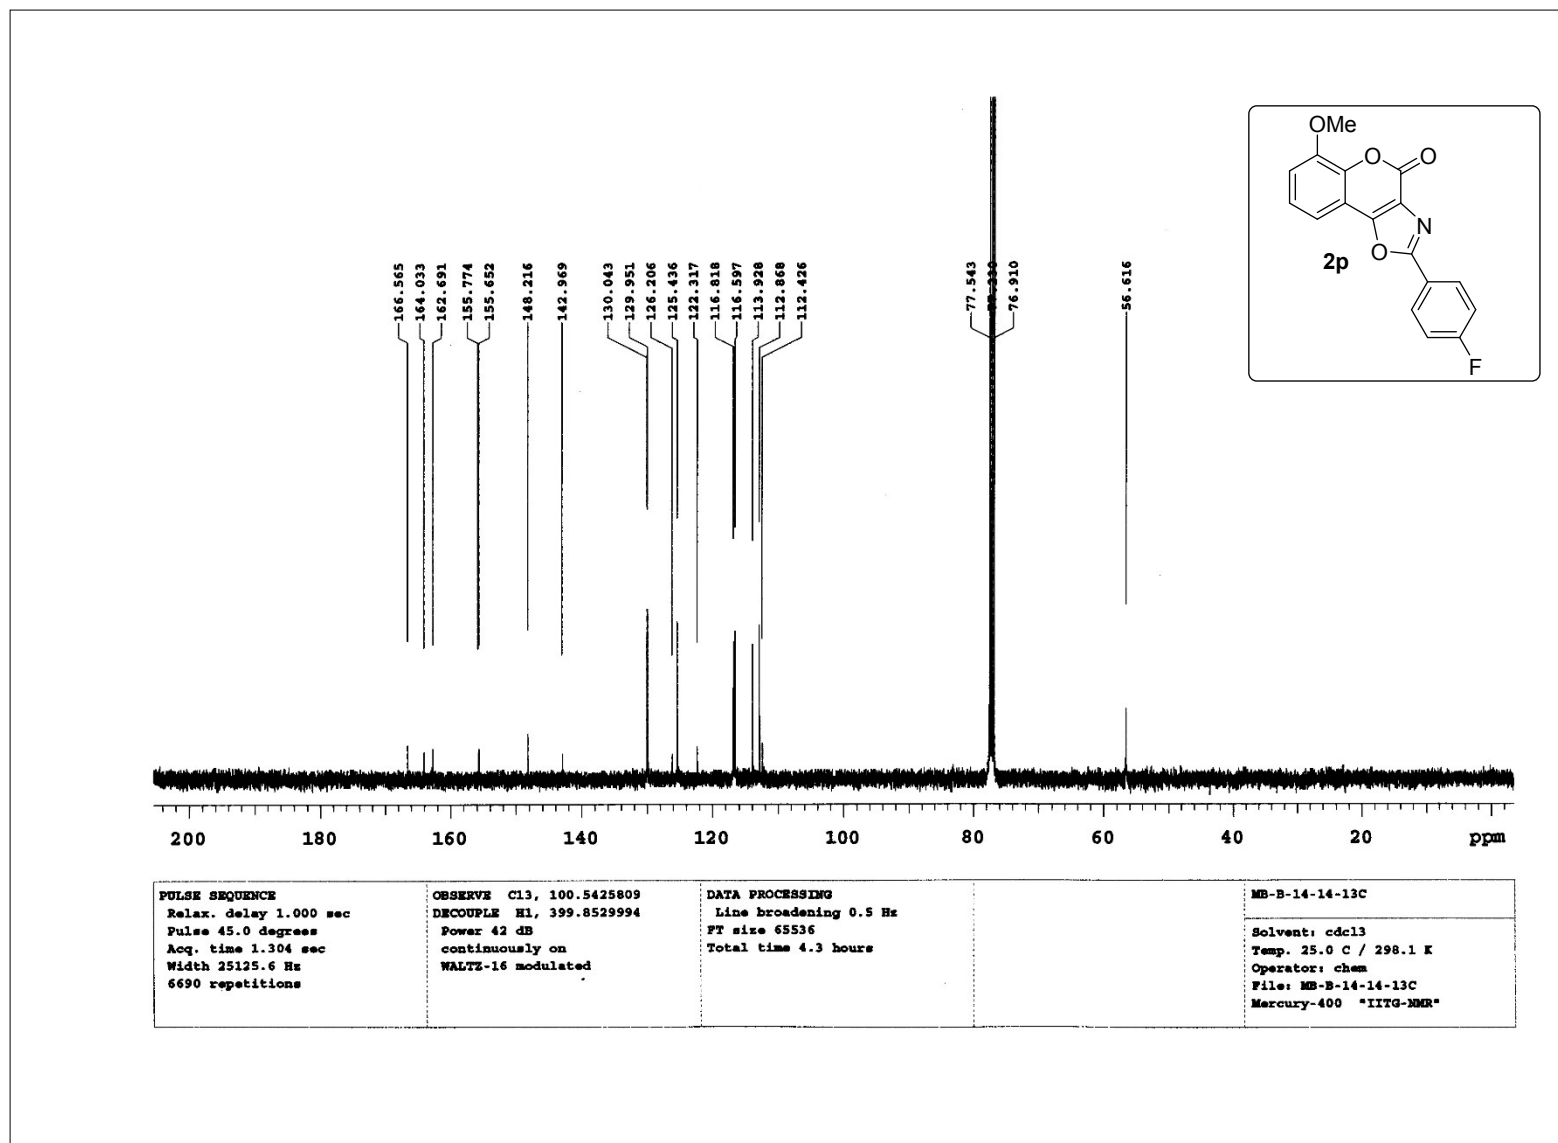 OMe
O
O
N
O
2p
F
166.565
164.033
162.691
155.774
155.652
148.216
142.969
130.043
129.951
126.206
125.436
122.317
116.818
116.597
113.928
112.868
112.426
77.543
76.910
56.616
200 180 160 140 120 100 80 60 40 20 ppm
PULSE SEQUENCE
Relax. delay 1.000 sec
Pulse 45.0 degrees
Acq. time 1.304 sec
Width 25125.6 Hz
6690 repetitions
OBSERVE C13, 100.5425809
DECOUPLE H1, 399.8529994
Power 42 dB
continuously on
WALTZ-16 modulated
DATA PROCESSING
Line broadening 0.5 Hz
FT size 65536
Total time 4.3 hours
MB-B-14-14-13C
Solvent: cdcl3
Temp. 25.0 C / 298.1 K
Operator: chem
File: MB-B-14-14-13C
Mercury-400 "IITG-NMR"